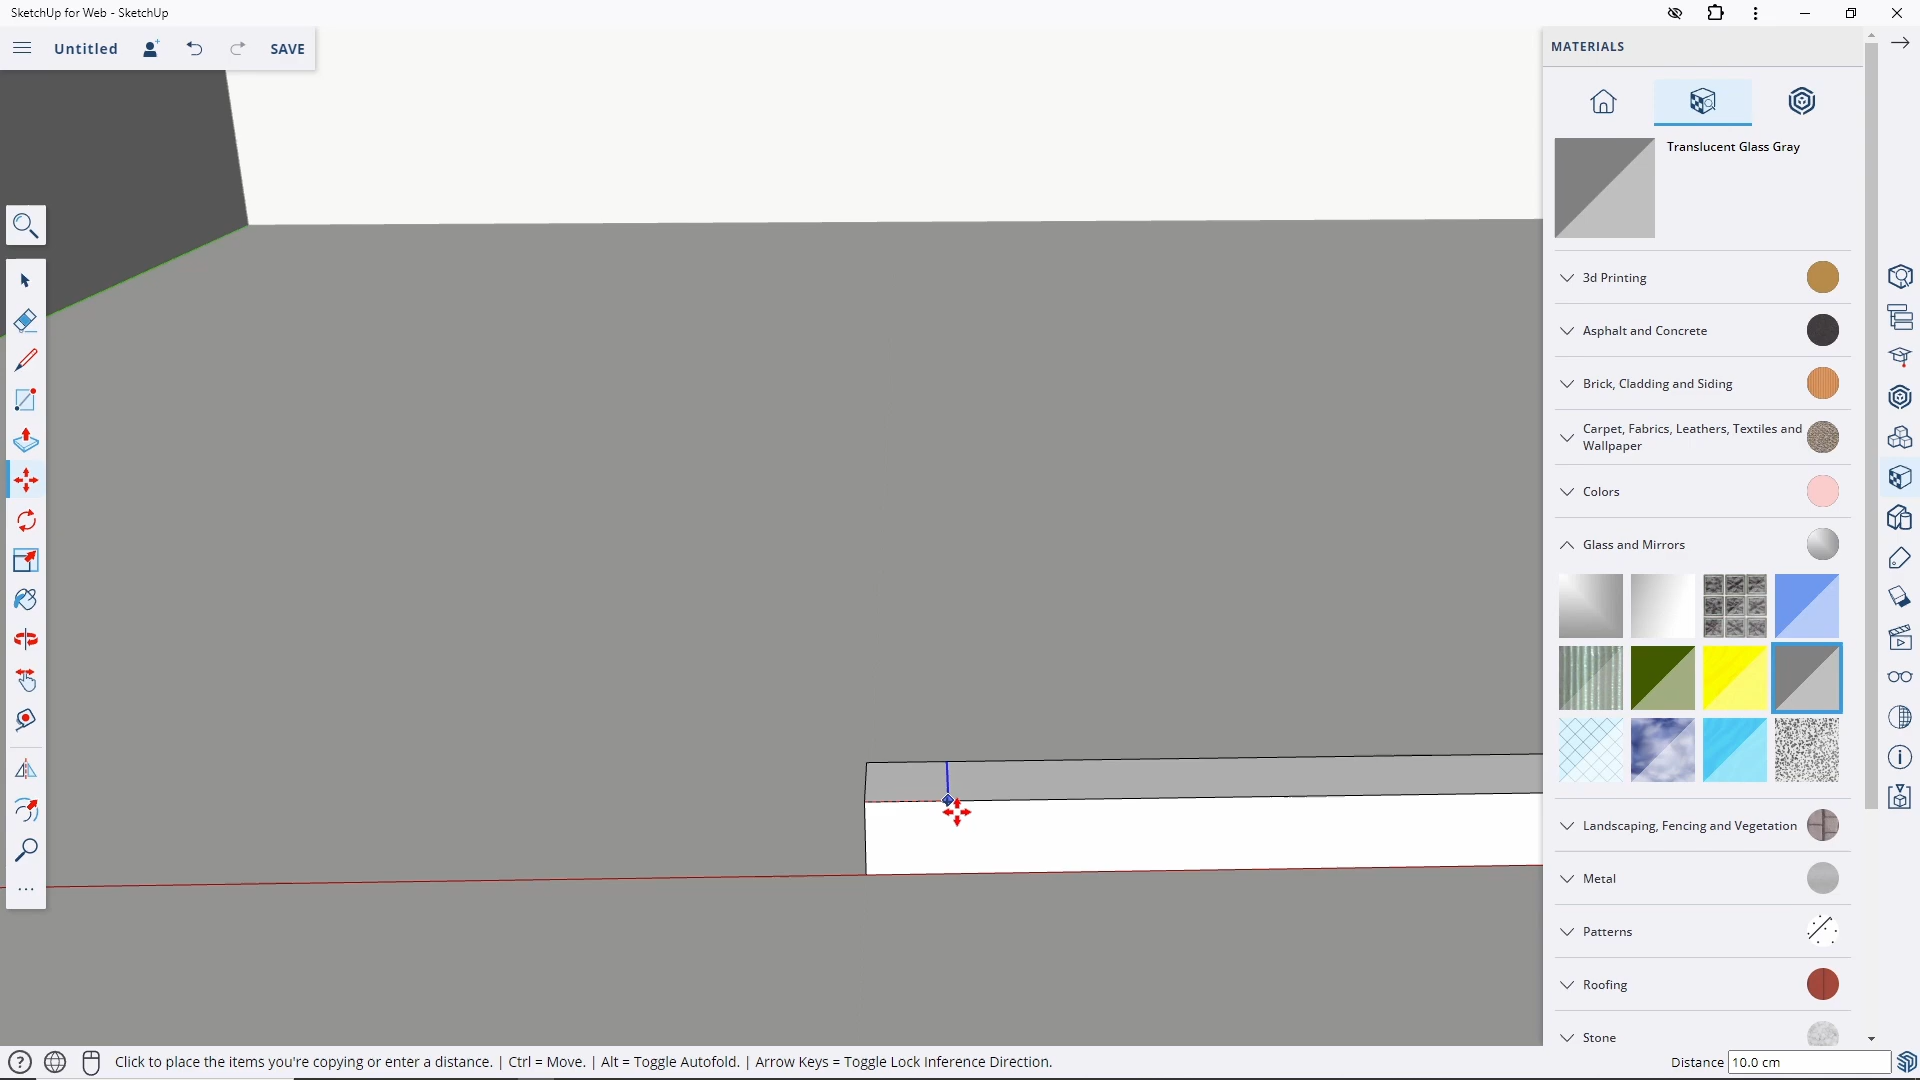 SketchUp for Web - SketchUp
Untitled
SAVE
MATERIALS
Translucent Glass Gray
3d Printing
Asphalt and Concrete
Brick, Cladding and Siding
Carpet, Fabrics, Leathers, Textiles and
Wallpaper
Colors
Glass and Mirrors
Landscaping, Fencing and Vegetation
Metal
Patterns
Roofing
Stone
Click to place the items you're copying or enter a distance. | Ctrl = Move. | Alt = Toggle Autofold. | Arrow Keys = Toggle Lock Inference Direction.
Distance 10.0 cm